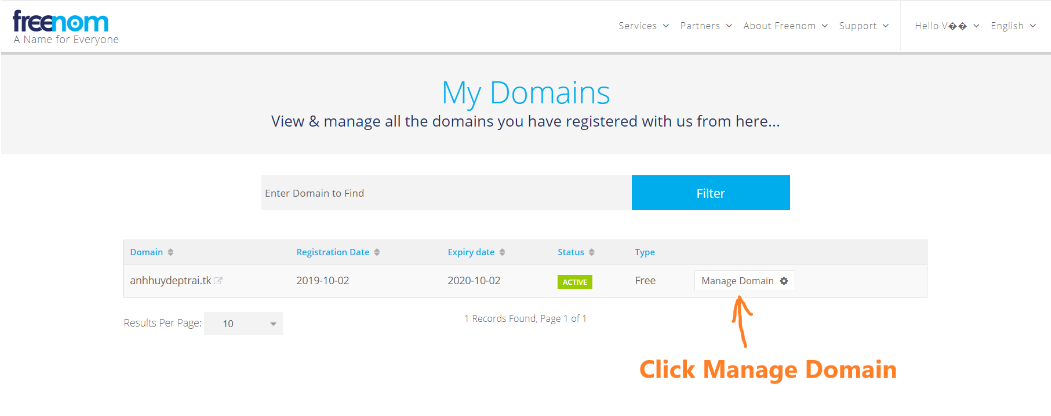 freenom
A Name for Everyone
Services Partners About Freenom Support Hello V�� English
My Domains
View & manage all the domains you have registered with us from here...
Enter Domain to Find Filter
Domain Registration Date Expiry date Status Type
anhhuydeptrai.tk 2019-10-02 2020-10-02 ACTIVE Free Manage Domain
Results Per Page: 10 1 Records Found, Page 1 of 1
Click Manage Domain